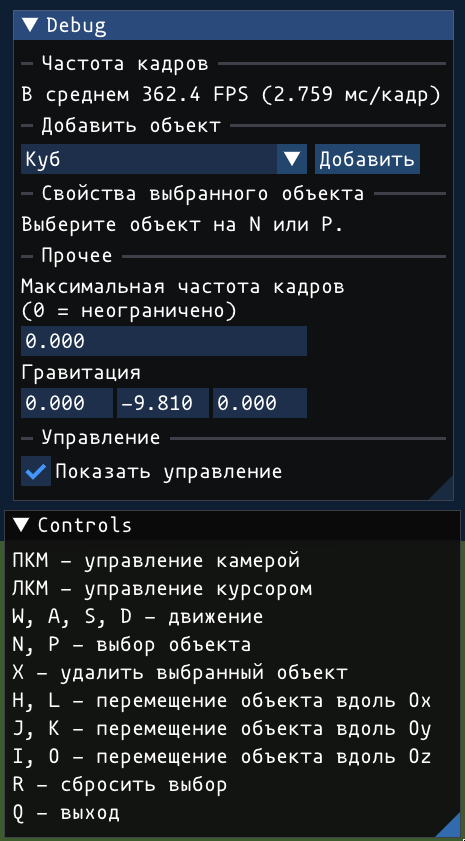 Debug
Частота кадров
В среднем 362.4 FPS (2.759 мс/кадр)
Добавить объект
Куб Добавить
Свойства выбранного объекта
Выберите объект на N или P.
Прочее
Максимальная частота кадров
(0 = неограничено)
0.000
Гравитация
0.000 -9.810 0.000
Управление
Показать управление
Controls
ПКМ – управление камерой
ЛКМ – управление курсором
W, A, S, D – движение
N, P – выбор объекта
X – удалить выбранный объект
H, L – перемещение объекта вдоль Ox
J, K – перемещение объекта вдоль Oy
I, O – перемещение объекта вдоль Oz
R – сбросить выбор
Q – выход